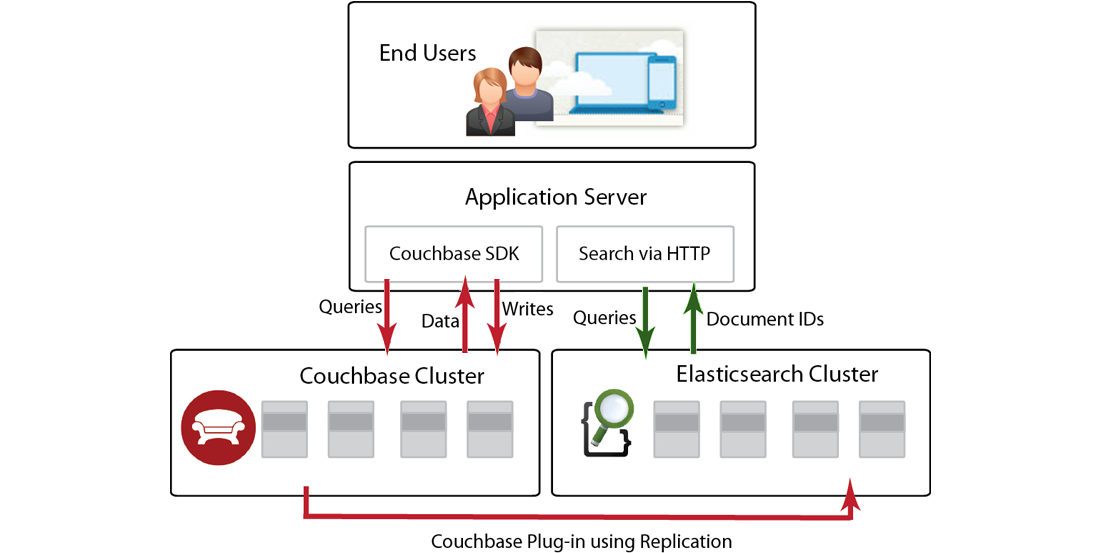 End Users
Application Server
Couchbase SDK
Search via HTTP
Queries
Data
Writes
Queries
Document IDs
Couchbase Cluster
Elasticsearch Cluster
Couchbase Plug-in using Replication